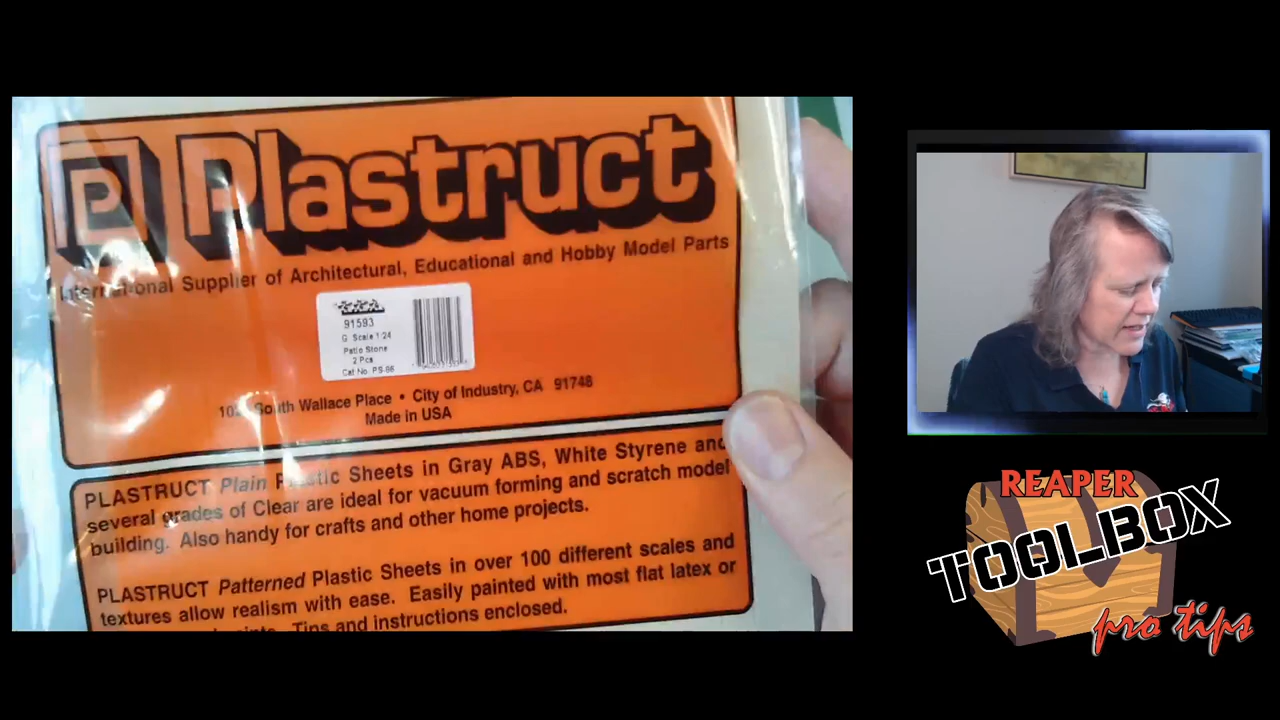 P Plastruct
International Supplier of Architectural, Educational and Hobby Model Parts
91593
G Scale 1:24
Patio Stone
2 Pcs
Cat No. PS-96
South Wallace Place • City of Industry, CA 91748
Made in USA
PLASTRUCT Plain Plastic Sheets in Gray ABS, White Styrene and
several grades of Clear are ideal for vacuum forming and scratch model
building. Also handy for crafts and other home projects.
PLASTRUCT Patterned Plastic Sheets in over 100 different scales and
textures allow realism with ease. Easily painted with most flat latex or
Tips and instructions enclosed.
REAPER
TOOLBOX
pro tips